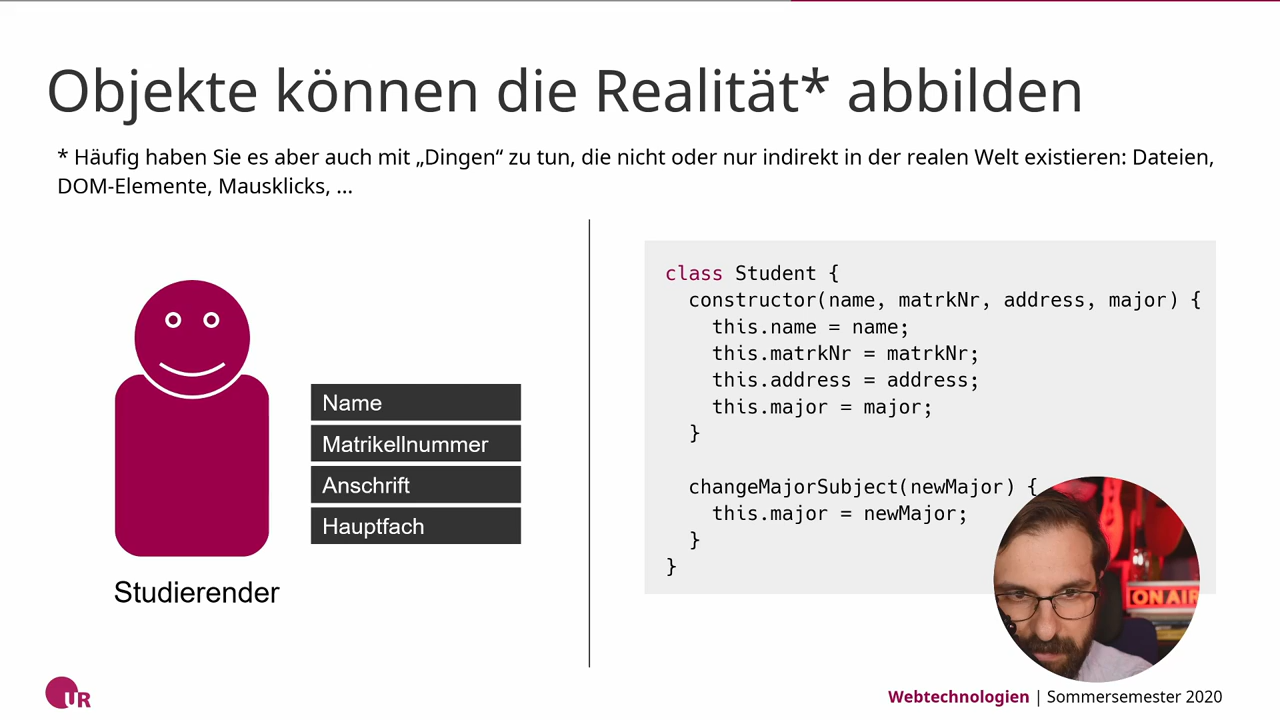 Objekte können die Realität* abbilden
* Häufig haben Sie es aber auch mit „Dingen“ zu tun, die nicht oder nur indirekt in der realen Welt existieren: Dateien,
DOM-Elemente, Mausklicks, ...
Name
Matrikellnummer
Anschrift
Hauptfach
Studierender
class Student {
  constructor(name, matrkNr, address, major) {
    this.name = name;
    this.matrkNr = matrkNr;
    this.address = address;
    this.major = major;
  }
  changeMajorSubject(newMajor) {
    this.major = newMajor;
  }
}
ON AIR
UR
Webtechnologien | Sommersemester 2020